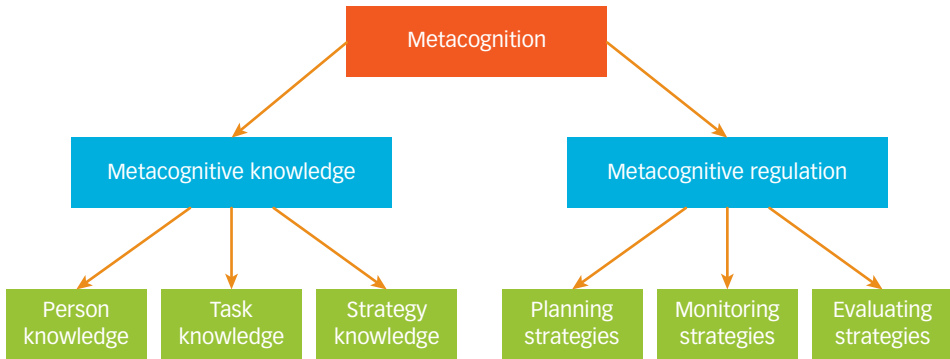 Metacognition
Metacognitive knowledge
Metacognitive regulation
Person
knowledge
Task
knowledge
Strategy
knowledge
Planning
strategies
Monitoring
strategies
Evaluating
strategies